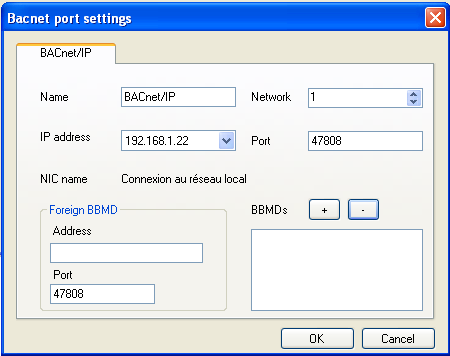 Bacnet port settings
BACnet/IP
Name BACnet/IP Network 1
IP address 192.168.1.22 Port 47808
NIC name Connexion au réseau local
Foreign BBMD BBMDs + -
Address
Port
47808
OK Cancel